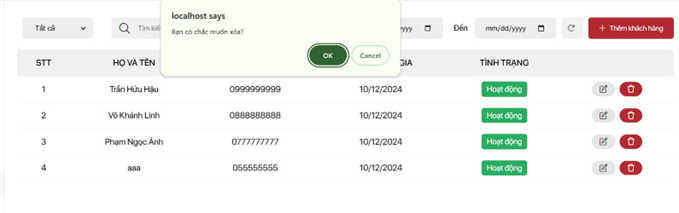 localhost says
Bạn có chắc muốn xóa?
OK Cancel
Tất cả Tìm kiế yyyy Đến mm/dd/yyyy + Thêm khách hàng
STT HỌ VÀ TÊN GIA TÌNH TRẠNG
1 Trần Hữu Hậu 0999999999 10/12/2024 Hoạt động
2 Võ Khánh Linh 0888888888 10/12/2024 Hoạt động
3 Phạm Ngọc Ánh 0777777777 10/12/2024 Hoạt động
4 aaa 055555555 10/12/2024 Hoạt động